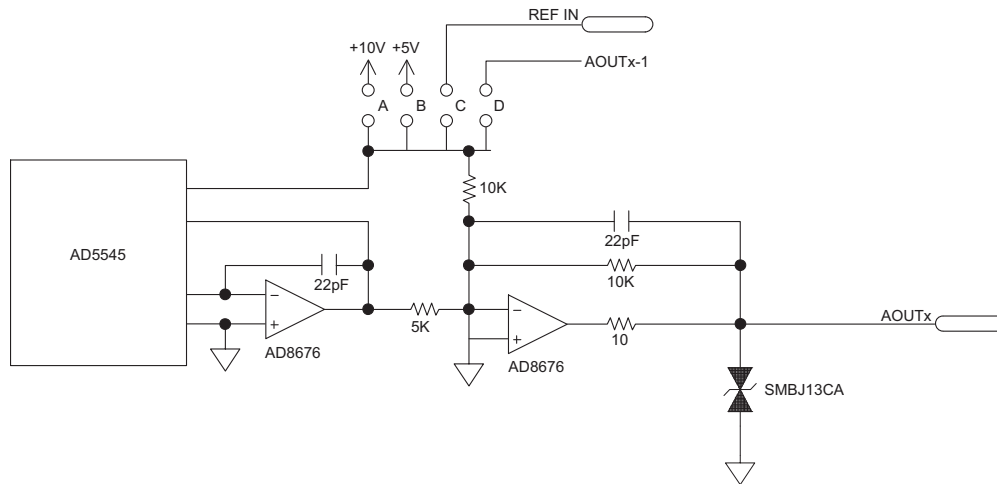 REF IN
+10V +5V
AOUTx-1
A B C D
10K
AD5545
22pF
22pF
10K
5K
10
AOUTx
AD8676
AD8676
SMBJ13CA